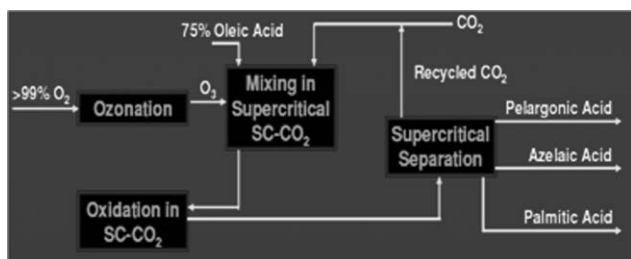 75% Oleic Acid
CO₂
>99% O₂
Ozonation
O₃
Mixing in
Supercritical
SC-CO₂
Recycled CO₂
Supercritical
Separation
Pelargonic Acid
Azelaic Acid
Palmitic Acid
Oxidation in
SC-CO₂